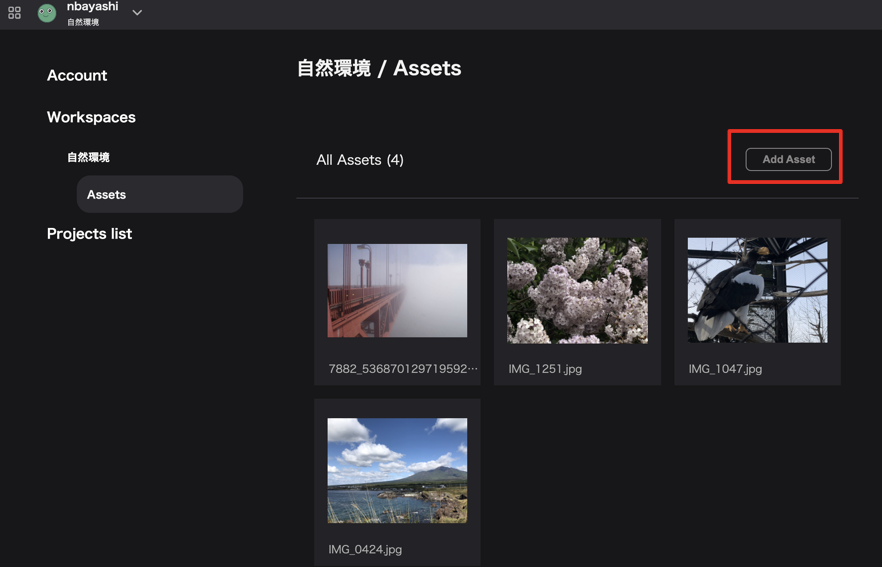 nbayashi
自然環境
Account
Workspaces
自然環境
Assets
Projects list
自然環境 / Assets
All Assets (4)
Add Asset
7882_536870129719592…
IMG_1251.jpg
IMG_1047.jpg
IMG_0424.jpg